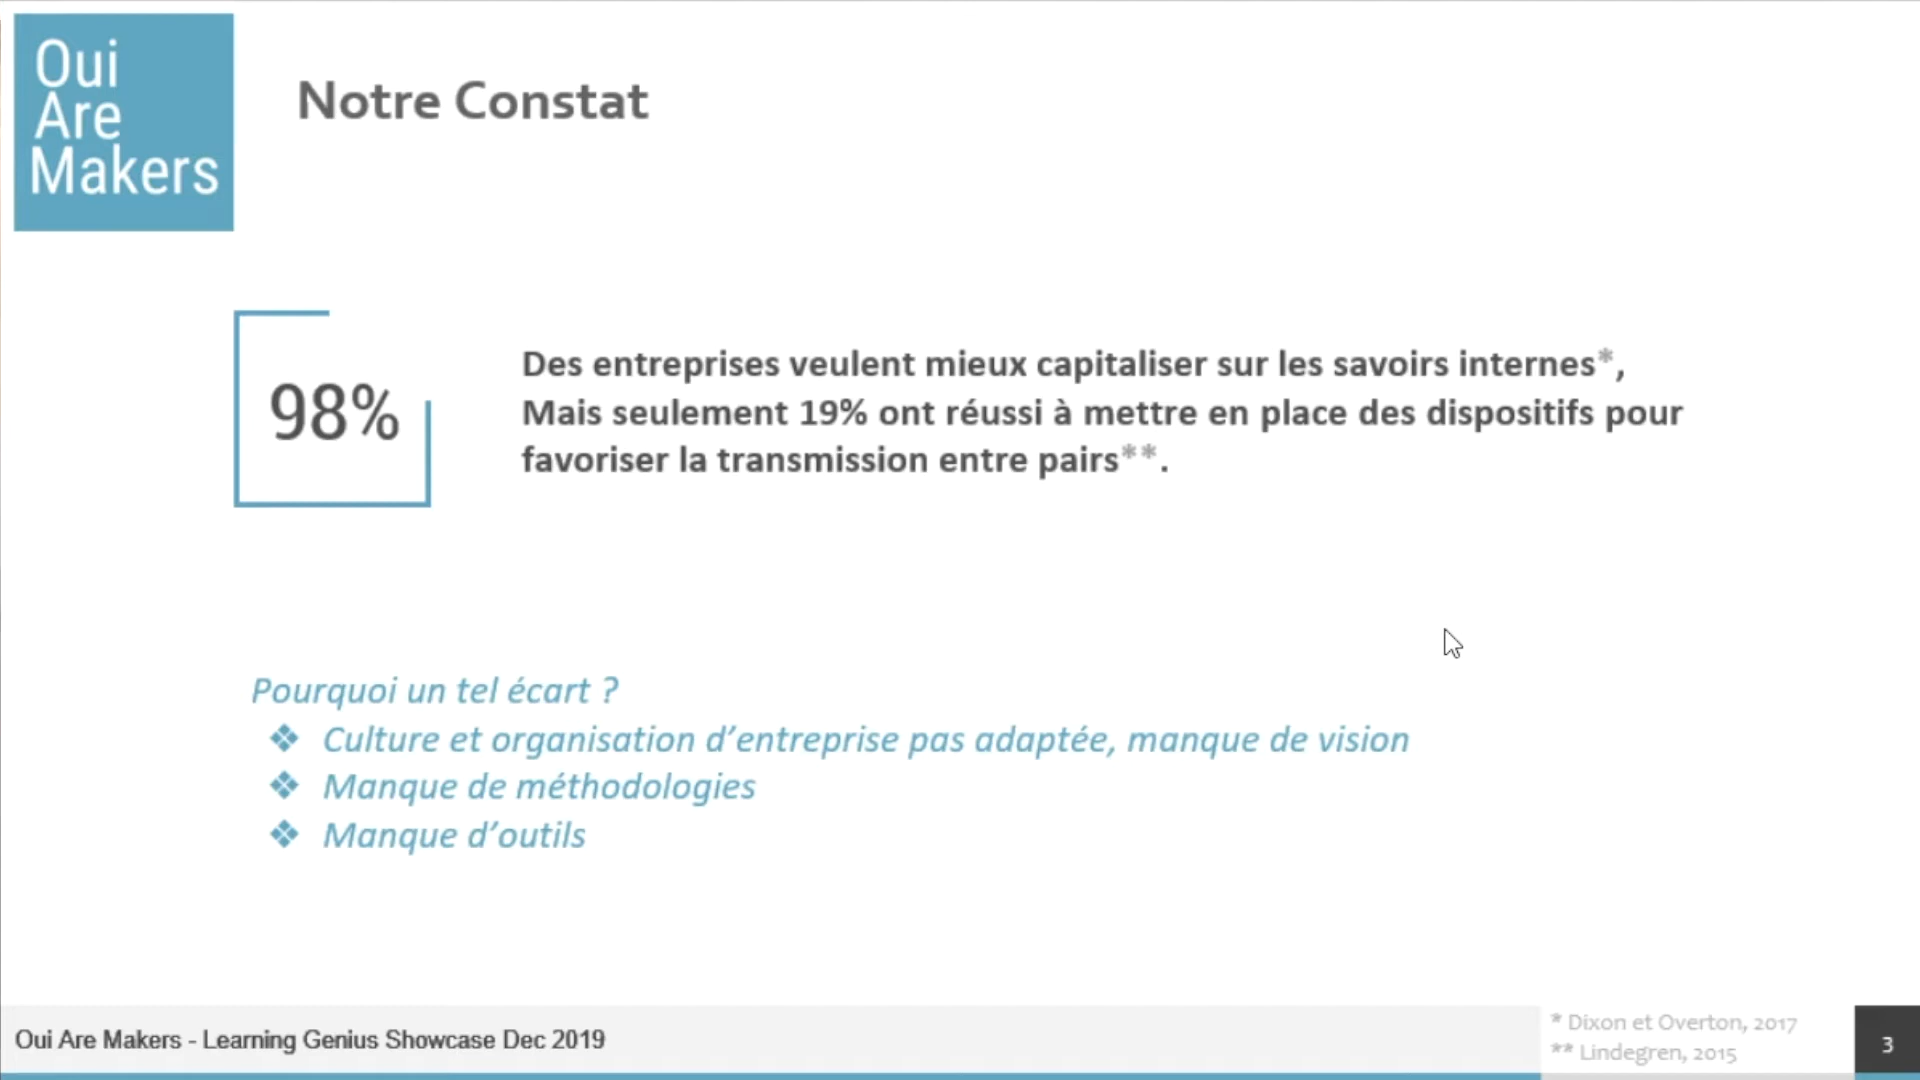 Oui
Are
Makers
Notre Constat
98%
Des entreprises veulent mieux capitaliser sur les savoirs internes*,
Mais seulement 19% ont réussi à mettre en place des dispositifs pour
favoriser la transmission entre pairs**.
Pourquoi un tel écart ?
❖ Culture et organisation d’entreprise pas adaptée, manque de vision
❖ Manque de méthodologies
❖ Manque d’outils
Oui Are Makers - Learning Genius Showcase Dec 2019
* Dixon et Overton, 2017
** Lindegren, 2015
3